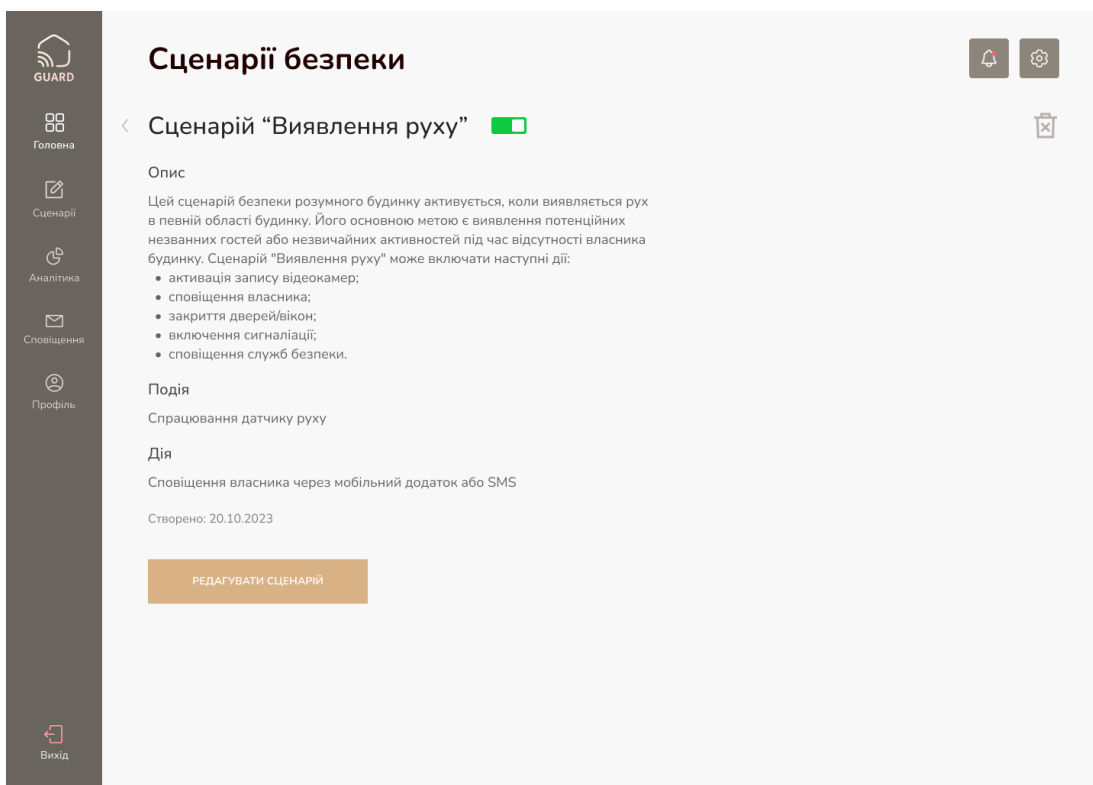 GUARD
Головна
Сценарії
Аналітика
Сповіщення
Профіль
Вихід
Сценарії безпеки
Сценарій “Виявлення руху”
Опис
Цей сценарій безпеки розумного будинку активується, коли виявляється рух
в певній області будинку. Його основною метою є виявлення потенційних
незванних гостей або незвичайних активностей під час відсутності власника
будинку. Сценарій "Виявлення руху" може включати наступні дії:
• активація запису відеокамер;
• сповіщення власника;
• закриття дверей/вікон;
• включення сигналіації;
• сповіщення служб безпеки.
Подія
Спрацювання датчику руху
Дія
Сповіщення власника через мобільний додаток або SMS
Створено: 20.10.2023
РЕДАГУВАТИ СЦЕНАРІЙ